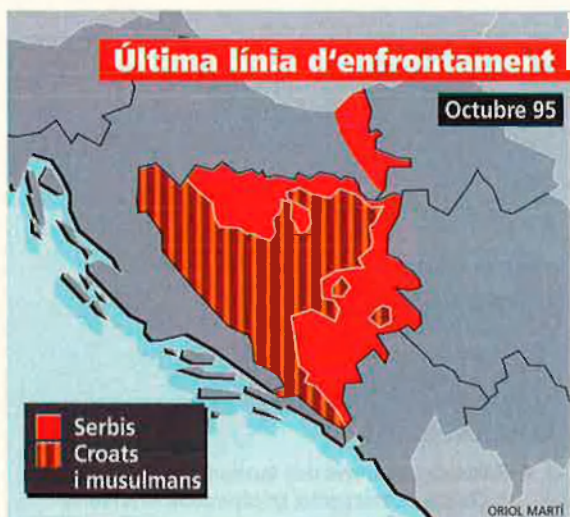 Última línia d'enfrontament
Octubre 95
Serbis
Croats
i musulmans
ORIOL MARTÍ